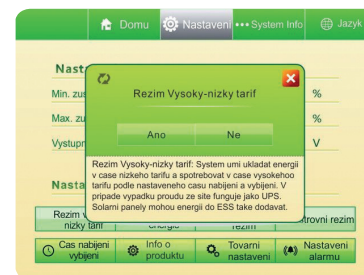 Domu Nastaveni ••• System Info Jazyk
Nast
Min. zus %
Rezim Vysoky-nizky tarif
Max. zu %
Ano Ne
Vystupn V
Rezim Vysoky-nizky tarif: System umi ukladat energii
v case nizkeho tarifu a spotrebovat v case vysokehoo
tarifu podle nastaveneho casu nabijeni a vybijeni. V
pripade vypadku proudu ze site funguje jako UPS.
Solarni panely mohou energii do ESS take dodavat.
Nasta
Rezim v
nizky tarif energie rezim trovni rezim
Cas nabijeni
vybijeni
Info o
produktu
Tovarni
nastaveni
Nastaveni
alarmu